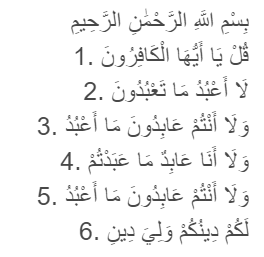 بِسْمِ اللَّهِ الرَّحْمَٰنِ الرَّحِيمِ
قُلْ يَا أَيُّهَا الْكَافِرُونَ .1
لَا أَعْبُدُ مَا تَعْبُدُونَ .2
وَلَا أَنْتُمْ عَابِدُونَ مَا أَعْبُدُ .3
وَلَا أَنَا عَابِدٌ مَا عَبَدْتُمْ .4
وَلَا أَنْتُمْ عَابِدُونَ مَا أَعْبُدُ .5
لَكُمْ دِينُكُمْ وَلِيَ دِينِ .6